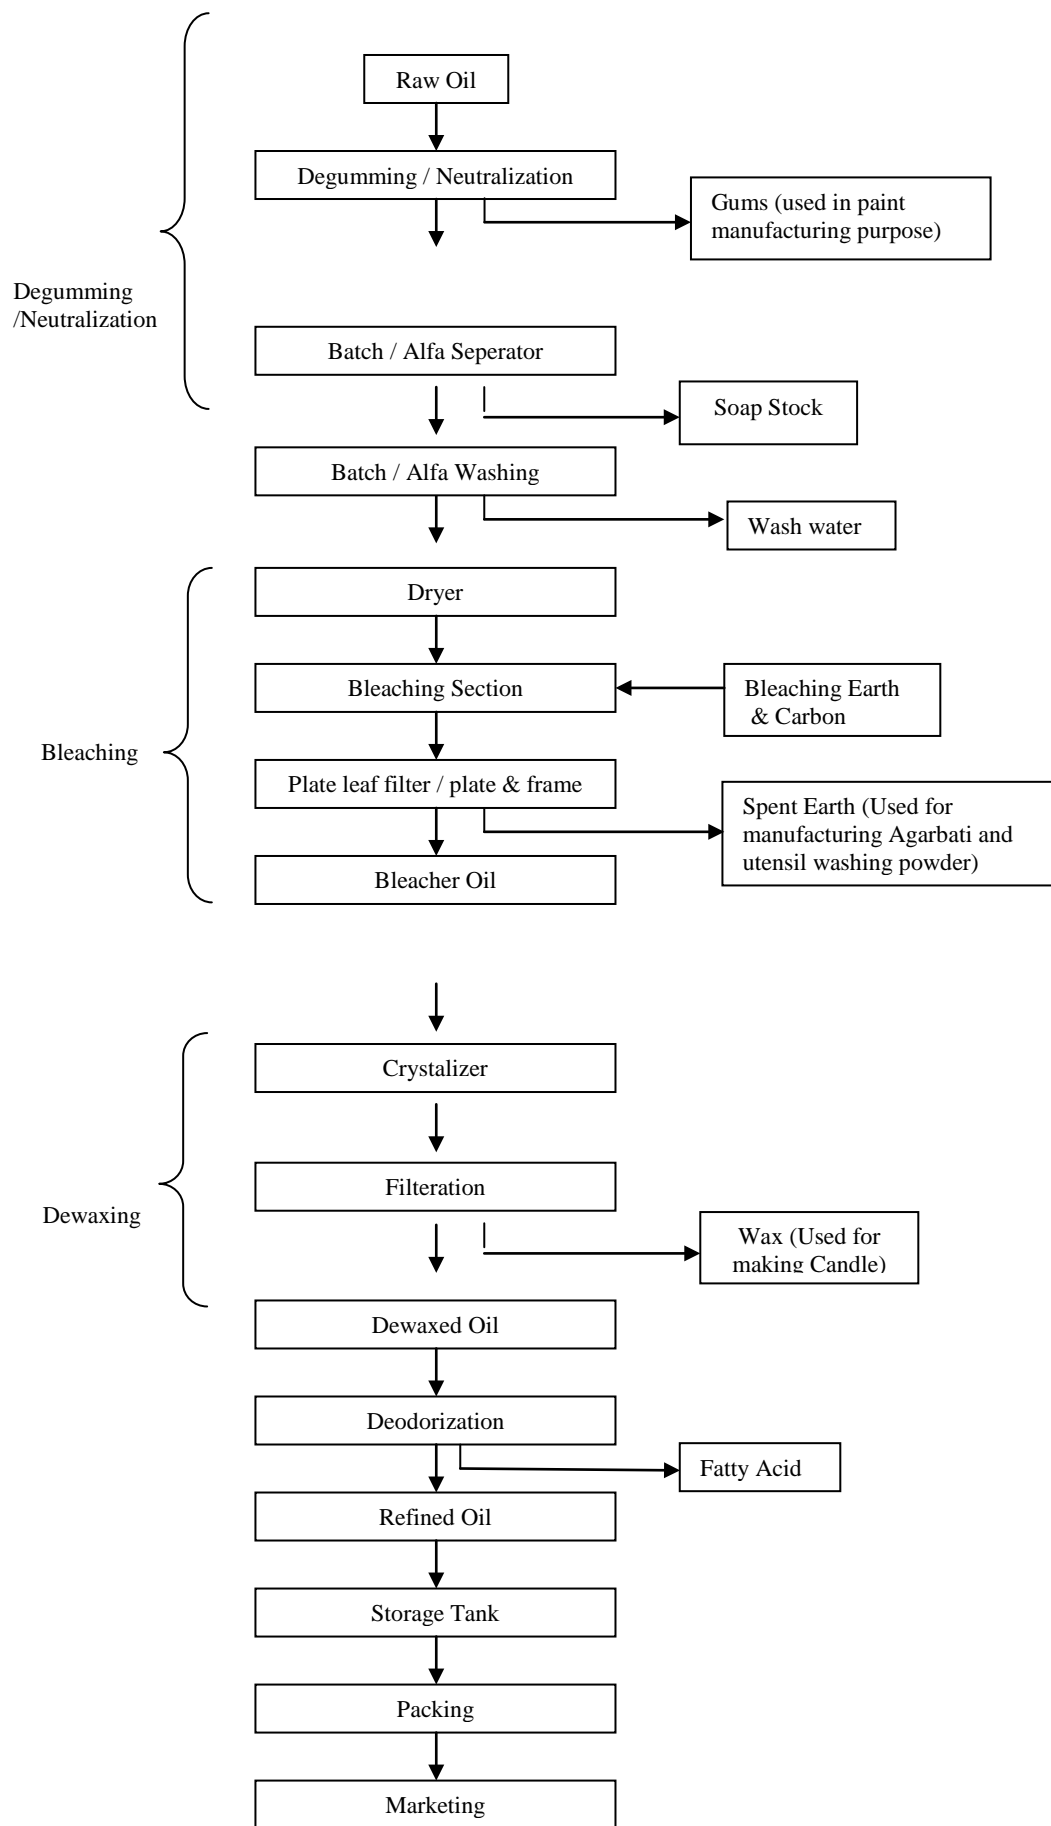 Raw Oil
Degumming / Neutralization
Gums (used in paint
manufacturing purpose)
Degumming
/Neutralization
Batch / Alfa Seperator
Soap Stock
Batch / Alfa Washing
Wash water
Dryer
Bleaching Section
Bleaching Earth
& Carbon
Bleaching
Plate leaf filter / plate & frame
Spent Earth (Used for
manufacturing Agarbati and
utensil washing powder)
Bleacher Oil
Crystalizer
Filteration
Dewaxing
Wax (Used for
making Candle)
Dewaxed Oil
Deodorization
Fatty Acid
Refined Oil
Storage Tank
Packing
Marketing